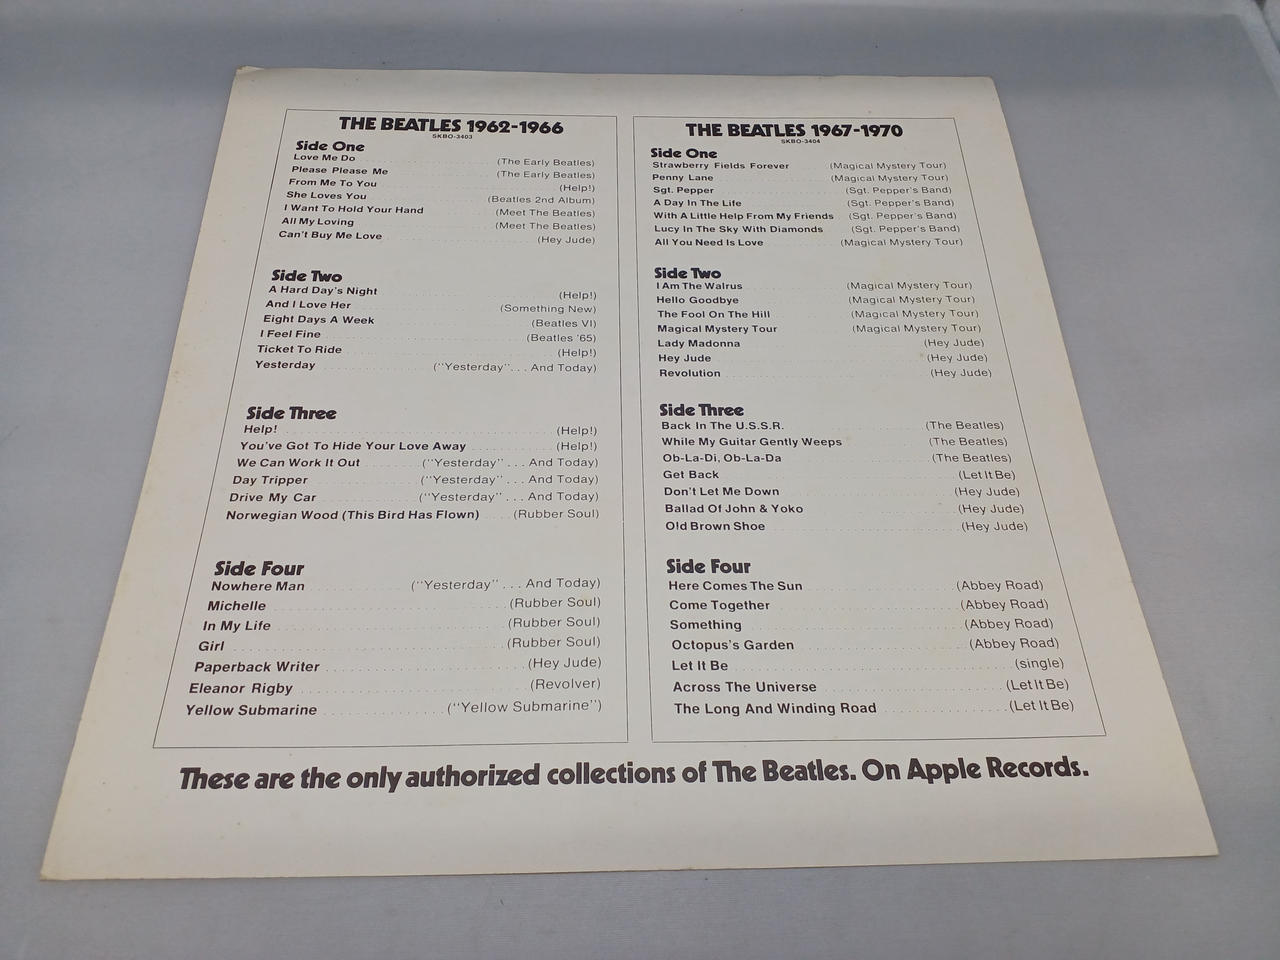 THE BEATLES 1962-1966
SKBO-3403
Side One
Love Me Do (The Early Beatles)
Please Please Me (The Early Beatles)
From Me To You (Help!)
She Loves You (Beatles 2nd Album)
I Want To Hold Your Hand (Meet The Beatles)
All My Loving (Meet The Beatles)
Can't Buy Me Love (Hey Jude)
Side Two
A Hard Day's Night (Help!)
And I Love Her (Something New)
Eight Days A Week (Beatles VI)
I Feel Fine (Beatles '65)
Ticket To Ride (Help!)
Yesterday ("Yesterday"... And Today)
Side Three
Help! (Help!)
You've Got To Hide Your Love Away (Help!)
We Can Work It Out ("Yesterday"... And Today)
Day Tripper ("Yesterday"... And Today)
Drive My Car ("Yesterday"... And Today)
Norwegian Wood (This Bird Has Flown) (Rubber Soul)
Side Four
Nowhere Man ("Yesterday"... And Today)
Michelle (Rubber Soul)
In My Life (Rubber Soul)
Girl (Rubber Soul)
Paperback Writer (Hey Jude)
Eleanor Rigby (Revolver)
Yellow Submarine ("Yellow Submarine")
THE BEATLES 1967-1970
SKBO-3404
Side One
Strawberry Fields Forever (Magical Mystery Tour)
Penny Lane (Magical Mystery Tour)
Sgt. Pepper (Sgt. Pepper's Band)
A Day In The Life (Sgt. Pepper's Band)
With A Little Help From My Friends (Sgt. Pepper's Band)
Lucy In The Sky With Diamonds (Sgt. Pepper's Band)
All You Need Is Love (Magical Mystery Tour)
Side Two
I Am The Walrus (Magical Mystery Tour)
Hello Goodbye (Magical Mystery Tour)
The Fool On The Hill (Magical Mystery Tour)
Magical Mystery Tour (Magical Mystery Tour)
Lady Madonna (Hey Jude)
Hey Jude (Hey Jude)
Revolution (Hey Jude)
Side Three
Back In The U.S.S.R. (The Beatles)
While My Guitar Gently Weeps (The Beatles)
Ob-La-Di, Ob-La-Da (The Beatles)
Get Back (Let It Be)
Don't Let Me Down (Hey Jude)
Ballad Of John & Yoko (Hey Jude)
Old Brown Shoe (Hey Jude)
Side Four
Here Comes The Sun (Abbey Road)
Come Together (Abbey Road)
Something (Abbey Road)
Octopus's Garden (Abbey Road)
Let It Be (single)
Across The Universe (Let It Be)
The Long And Winding Road (Let It Be)
These are the only authorized collections of The Beatles. On Apple Records.